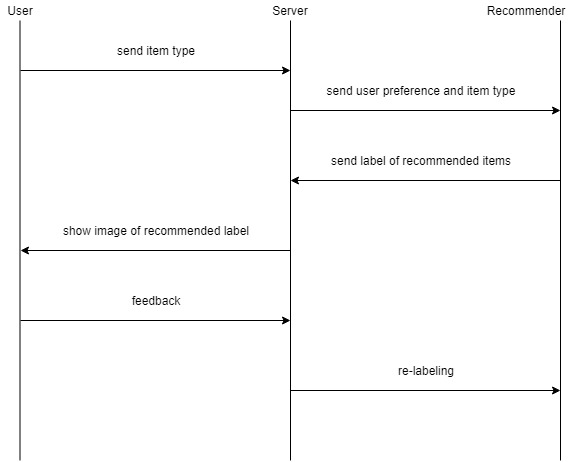 User
Server
Recommender
send item type
send user preference and item type
send label of recommended items
show image of recommended label
feedback
re-labeling